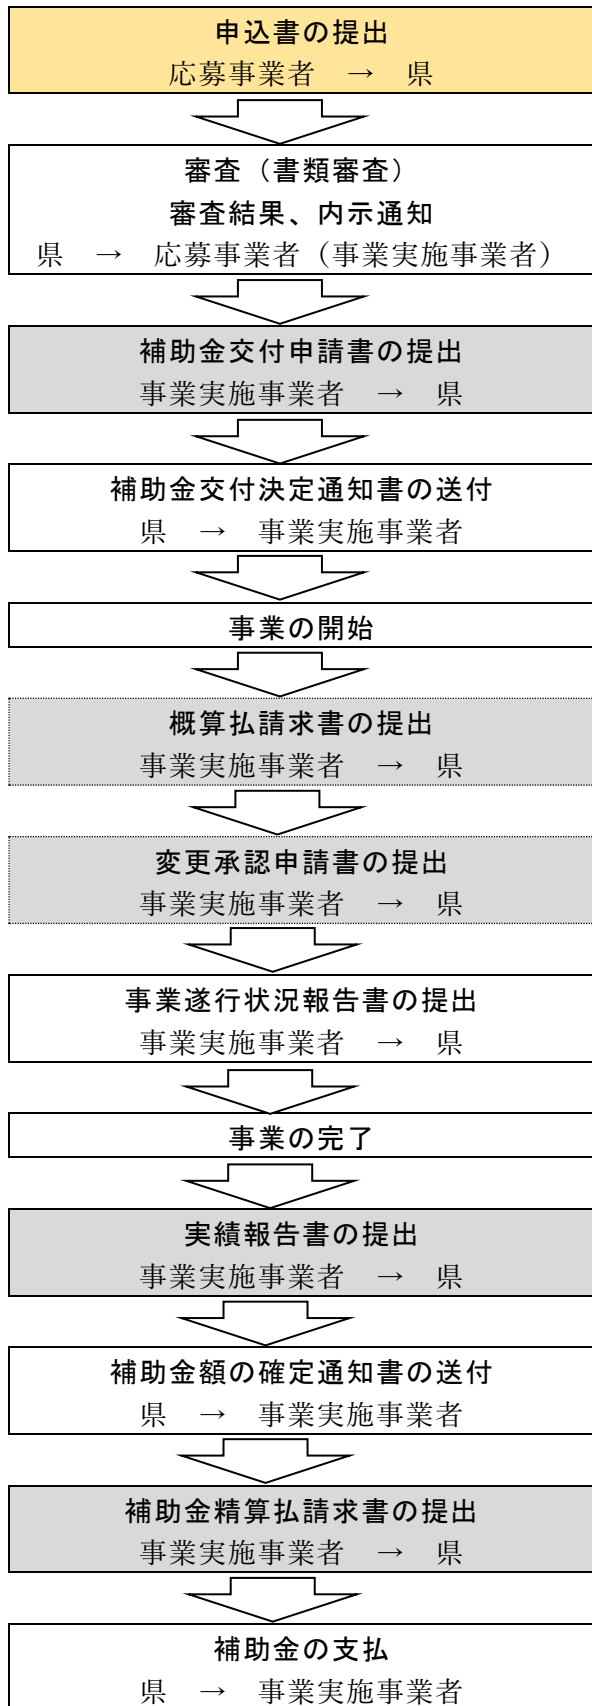 申込書の提出
応募事業者　→　県
審査（書類審査）
審査結果、内示通知
県　→　応募事業者（事業実施事業者）
補助金交付申請書の提出
事業実施事業者　→　県
補助金交付決定通知書の送付
県　→　事業実施事業者
事業の開始
概算払請求書の提出
事業実施事業者　→　県
変更承認申請書の提出
事業実施事業者　→　県
事業遂行状況報告書の提出
事業実施事業者　→　県
事業の完了
実績報告書の提出
事業実施事業者　→　県
補助金額の確定通知書の送付
県　→　事業実施事業者
補助金精算払請求書の提出
事業実施事業者　→　県
補助金の支払
県　→　事業実施事業者